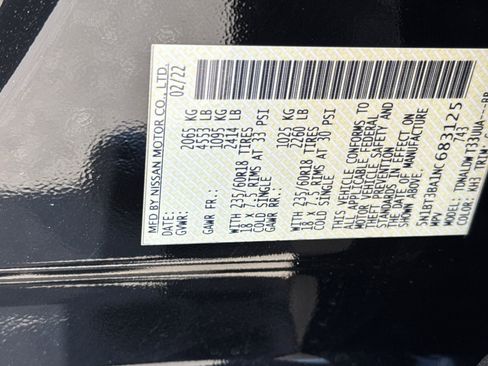 MFD BY NISSAN MOTOR CO., LTD.
DATE: 02/22
GVWR: 2065 KG
4553 LB
GAWR FR.: 1095 KG
2414 LB
WITH 235/60R18 TIRES
18 x 7.5 RIMS AT 33 PSI
COLD SINGLE
GAWR RR.: 1025 KG
2260 LB
WITH 235/60R18 TIRES
18 x 7.5 RIMS AT 30 PSI
COLD SINGLE
THIS VEHICLE CONFORMS TO
ALL APPLICABLE FEDERAL
MOTOR VEHICLE SAFETY AND
THEFT PREVENTION
STANDARDS IN EFFECT ON
THE DATE OF MANUFACTURE
SHOWN ABOVE.
5N1BT3BA1NC683125
MPV 743
MODEL:
COLOR: KH3 TRIM: G